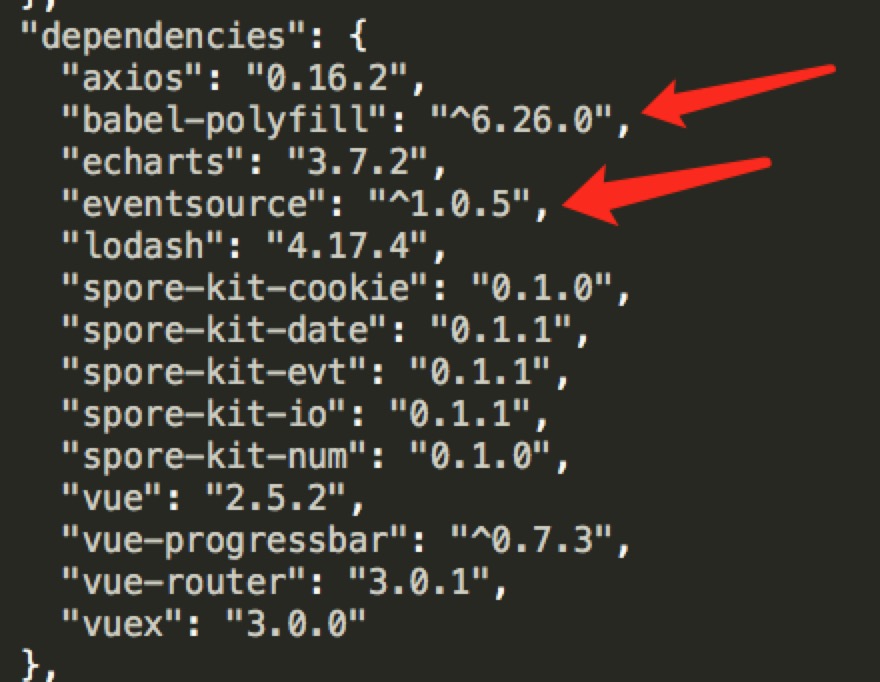 },
"dependencies": {
"axios": "0.16.2",
"babel-polyfill": "^6.26.0",
"echarts": "3.7.2",
"eventsource": "^1.0.5",
"lodash": "4.17.4",
"spore-kit-cookie": "0.1.0",
"spore-kit-date": "0.1.1",
"spore-kit-evt": "0.1.1",
"spore-kit-io": "0.1.1",
"spore-kit-num": "0.1.0",
"vue": "2.5.2",
"vue-progressbar": "^0.7.3",
"vue-router": "3.0.1",
"vuex": "3.0.0"
},